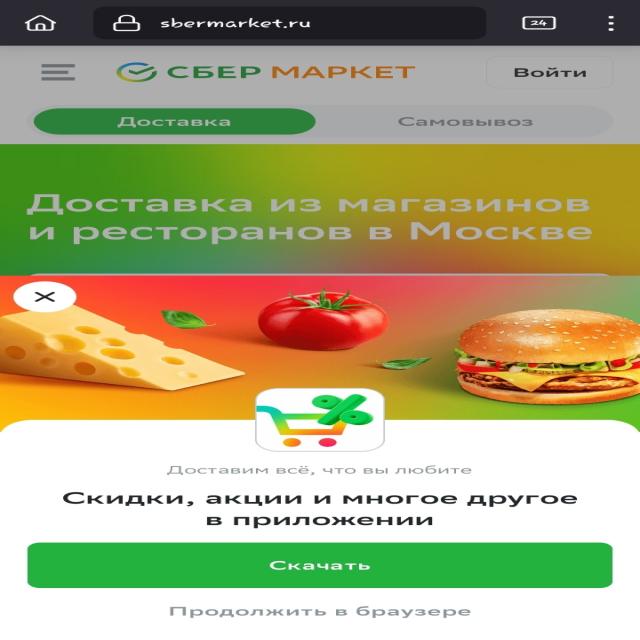 sbermarket.ru
24
СБЕР МАРКЕТ
Войти
Доставка
Самовывоз
Доставка из магазинов
и ресторанов в Москве
Доставим всё, что вы любите
Скидки, акции и многое другое
в приложении
Скачать
Продолжить в браузере